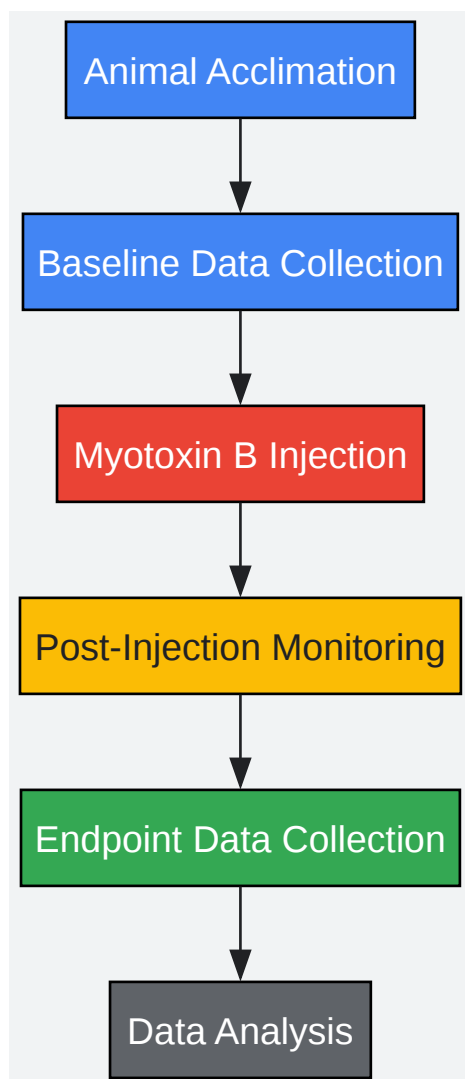 Animal Acclimation
Baseline Data Collection
Myotoxin B Injection
Post-Injection Monitoring
Endpoint Data Collection
Data Analysis